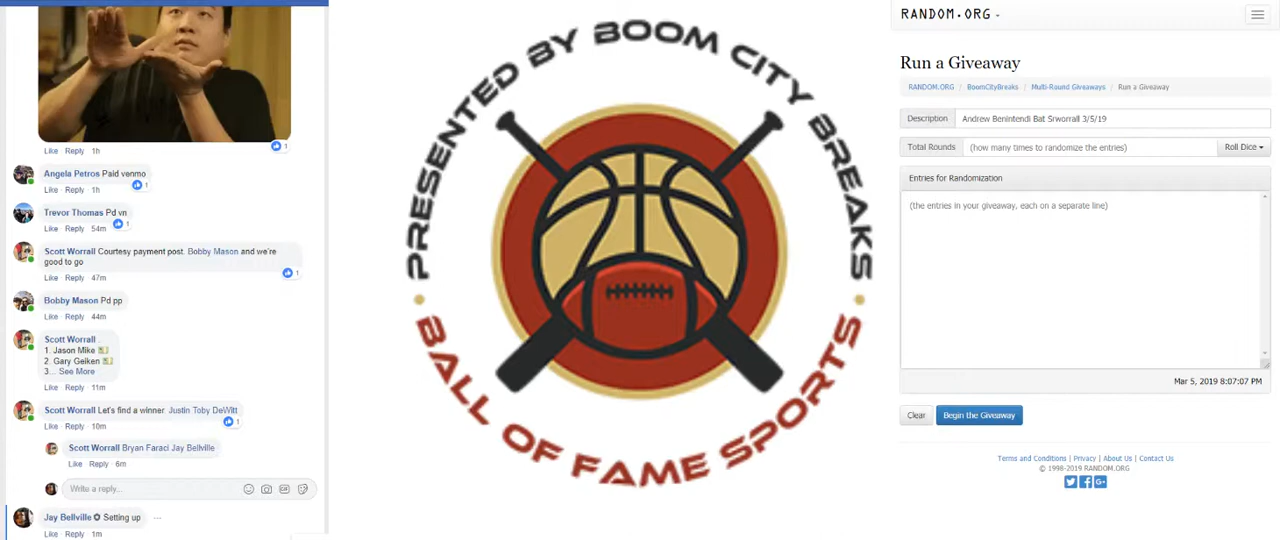 Like Reply 1h
1
Angela Petros Paid venmo
Like Reply 1h
1
Trevor Thomas Pd vn
Like Reply 54m
1
Scott Worrall Courtesy payment post. Bobby Mason and we're
good to go
Like Reply 47m
1
Bobby Mason Pd pp
Like Reply 44m
Scott Worrall .
1. Jason Mike
2. Gary Geiken
3... See More
Like Reply 11m
Scott Worrall Let's find a winner Justin Toby DeWitt
Like Reply 10m
1
Scott Worrall Bryan Faraci Jay Bellville
Like Reply 6m
Write a reply...
GIF
Jay Bellville Setting up ...
Like Reply 1m
PRESENTED BY BOOM CITY BREAKS
BALL OF FAME SPORTS
RANDOM.ORG
Run a Giveaway
RANDOM.ORG / BoomCityBreaks / Multi-Round Giveaways / Run a Giveaway
Description Andrew Benintendi Bat Srworrall 3/5/19
Total Rounds (how many times to randomize the entries) Roll Dice
Entries for Randomization
(the entries in your giveaway, each on a separate line)
Mar 5, 2019 8:07:07 PM
Clear Begin the Giveaway
Terms and Conditions | Privacy | About Us | Contact Us
© 1998-2019 RANDOM.ORG